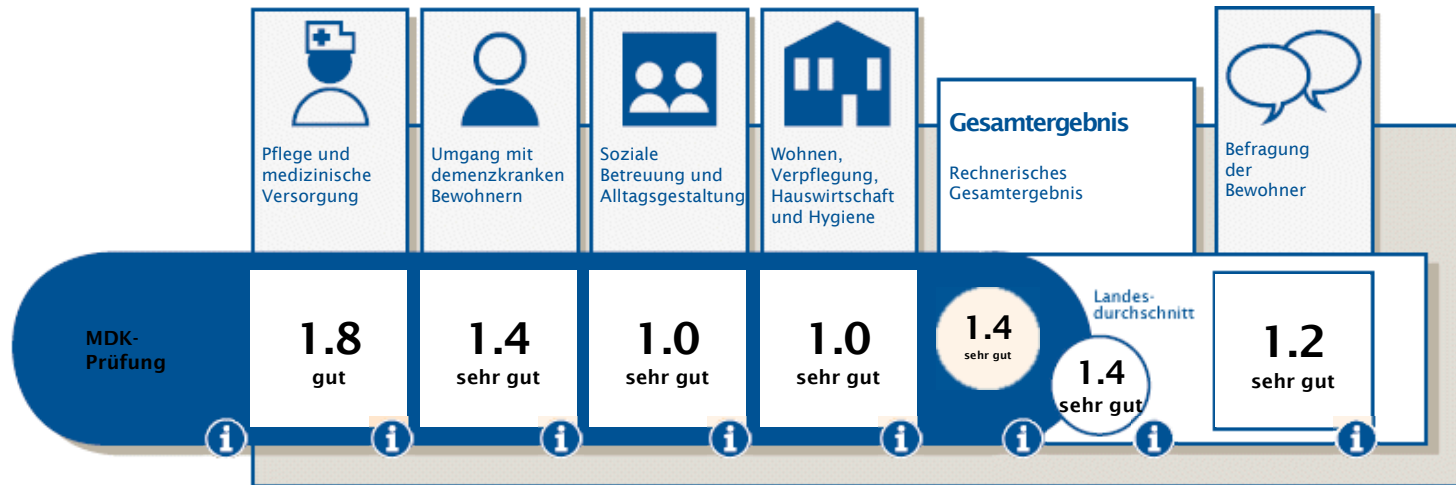 Pflege und
medizinische
Versorgung
Umgang mit
demenzkranken
Bewohnern
Soziale
Betreuung und
Alltagsgestaltung
Wohnen,
Verpflegung,
Hauswirtschaft
und Hygiene
Gesamtergebnis
Rechnerisches
Gesamtergebnis
Befragung
der
Bewohner
MDK-
Prüfung
1.8
gut
1.4
sehr gut
1.0
sehr gut
1.0
sehr gut
1.4
sehr gut
Landes-
durchschnitt
1.4
sehr gut
1.2
sehr gut
i i i i i i i i